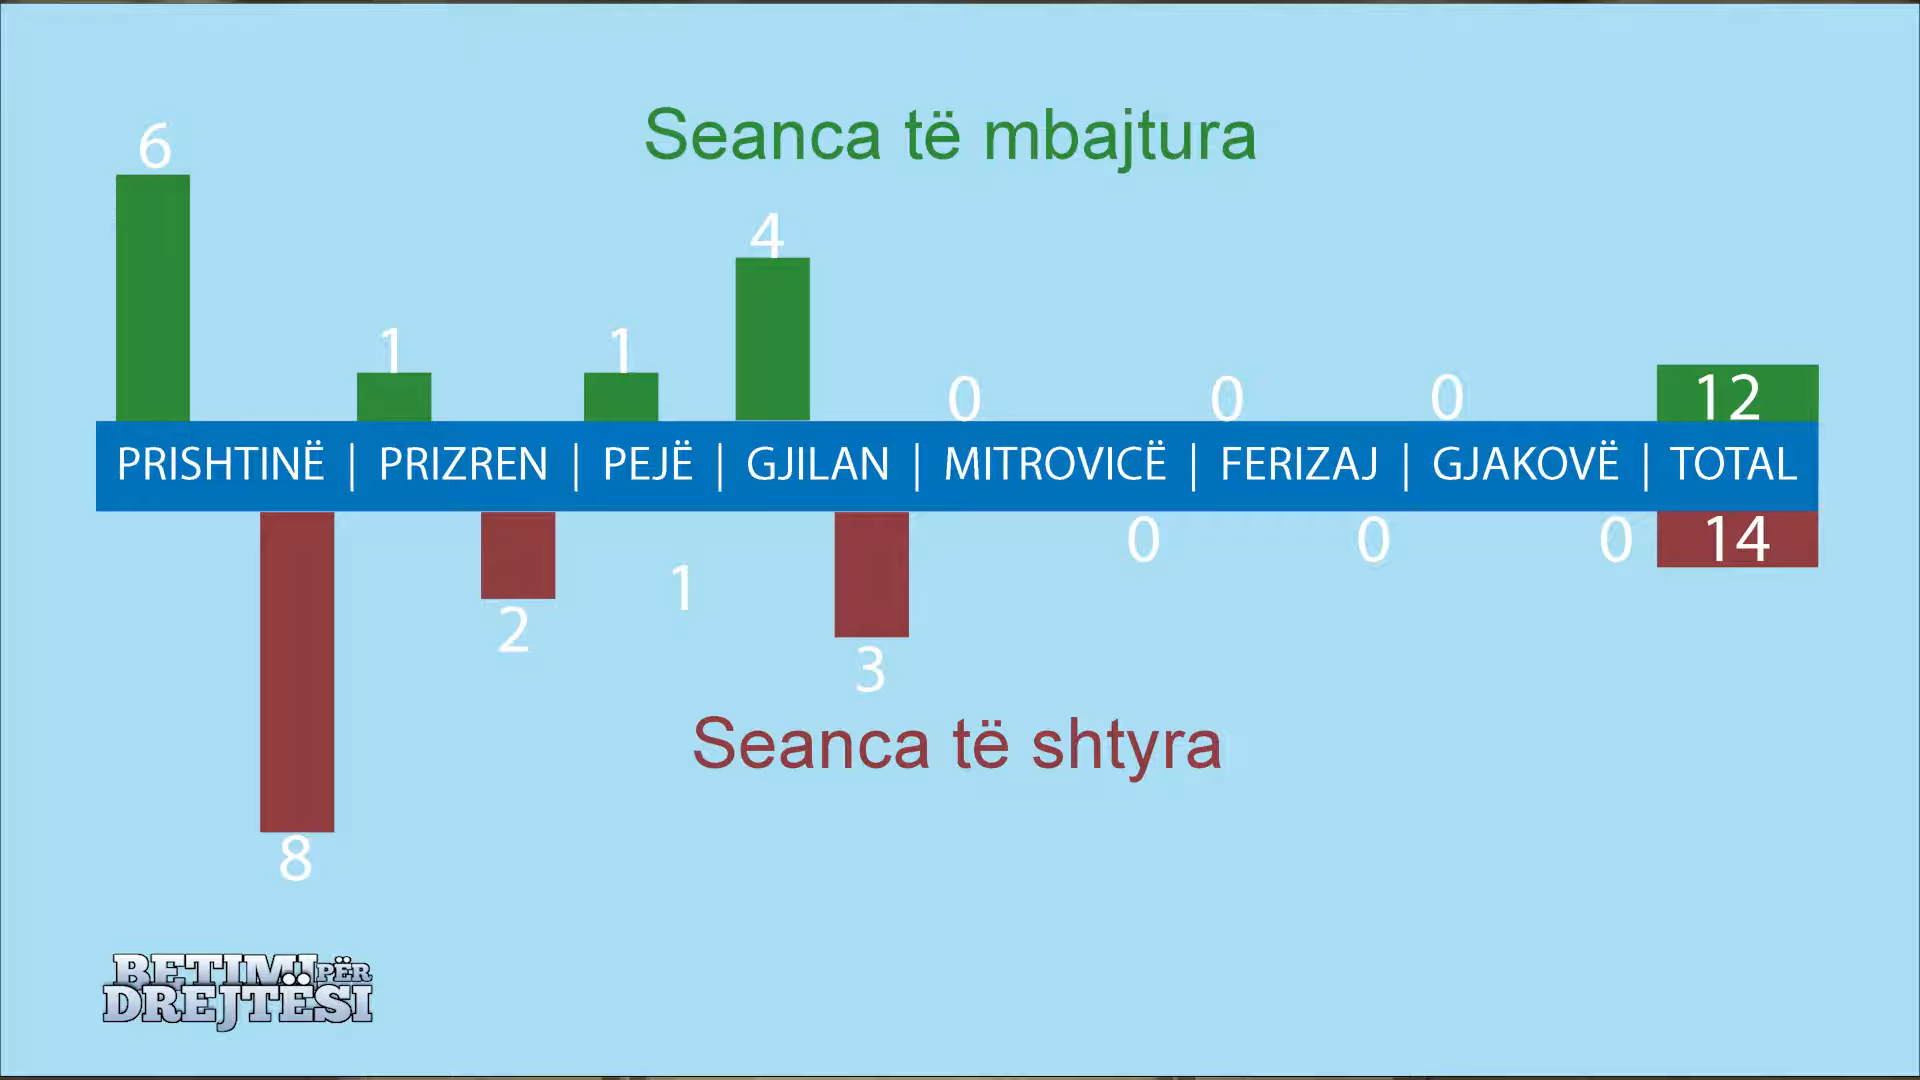 Seanca të mbajtura
6
4
1 1
0 0 0
12
PRISHTINË | PRIZREN | PEJË | GJILAN | MITROVICË | FERIZAJ | GJAKOVË | TOTAL
0 0 0 14
1
2
3
Seanca të shtyra
8
BETIMI PËR
DREJTËSI